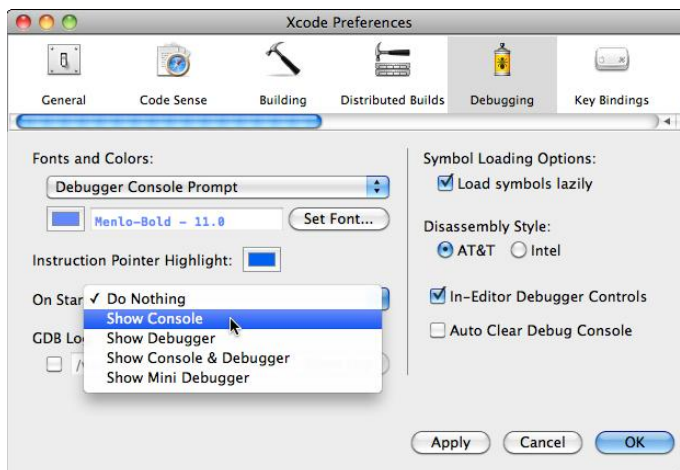 Xcode Preferences
General
Code Sense
Building
Distributed Builds
Debugging
Key Bindings
Fonts and Colors:
Debugger Console Prompt
Menlo-Bold – 11.0
Set Font...
Instruction Pointer Highlight:
On Star
✓ Do Nothing
Show Console
Show Debugger
Show Console & Debugger
Show Mini Debugger
GDB Lo
Symbol Loading Options:
Load symbols lazily
Disassembly Style:
AT&T
Intel
In-Editor Debugger Controls
Auto Clear Debug Console
Apply
Cancel
OK